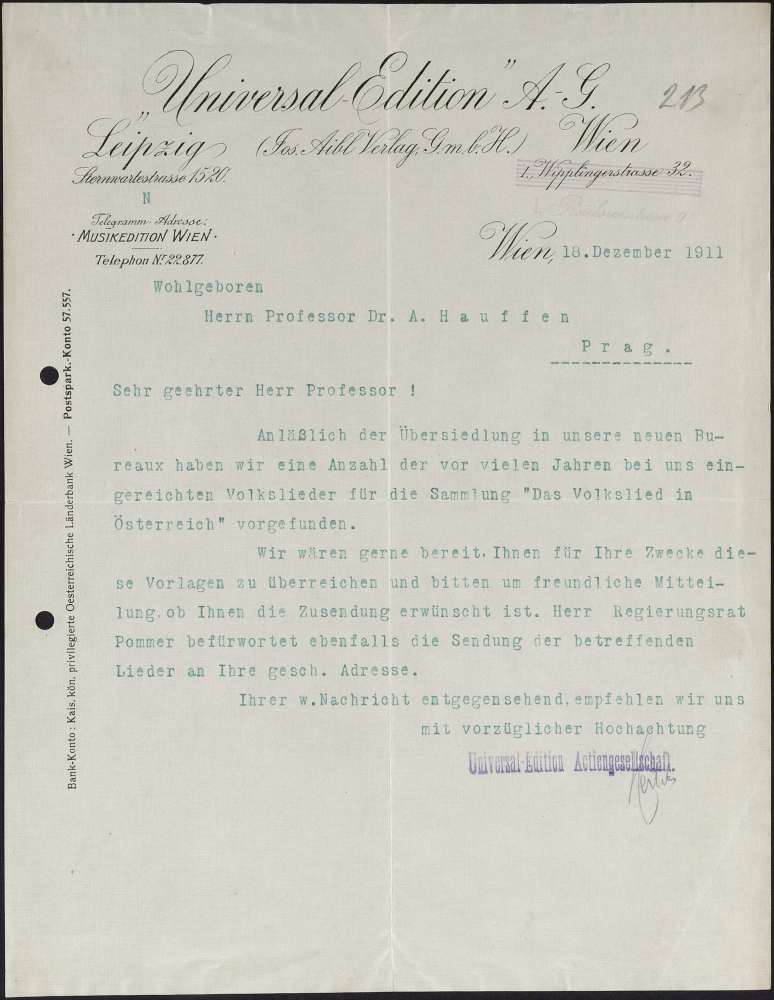 „Universal-Edition" A.-G.
213
Leipzig (Jos. Aibl Verlag, G.m.b.H.) Wien
Sternwartestrasse 15/20. I., Wipplingerstrasse 32.
N
Telegramm-Adresse:
· MUSIKEDITION WIEN ·
Telephon Nr. 22.877.
Wien, 18.Dezember 1911
Wohlgeboren
Herrn Professor Dr. A. H a u f f e n
P r a g .
Sehr geehrter Herr Professor !
Anläßlich der Übersiedlung in unsere neuen Bu-
reaux haben wir eine Anzahl der vor vielen Jahren bei uns ein-
gereichten Volkslieder für die Sammlung "Das Volkslied in
Österreich" vorgefunden.
Wir wären gerne bereit, Ihnen für Ihre Zwecke die-
se Vorlagen zu überreichen und bitten um freundliche Mittei-
lung, ob Ihnen die Zusendung erwünscht ist. Herr Regierungsrat
Pommer befürwortet ebenfalls die Sendung der betreffenden
Lieder an Ihre gesch. Adresse.
Ihrer w.Nachricht entgegensehend, empfehlen wir uns
mit vorzüglicher Hochachtung
Universal-Edition Actiengesellschaft.
Bank-Konto: Kais. kön. privilegierte Oesterreichische Länderbank Wien. — Postspark.-Konto 57.557.